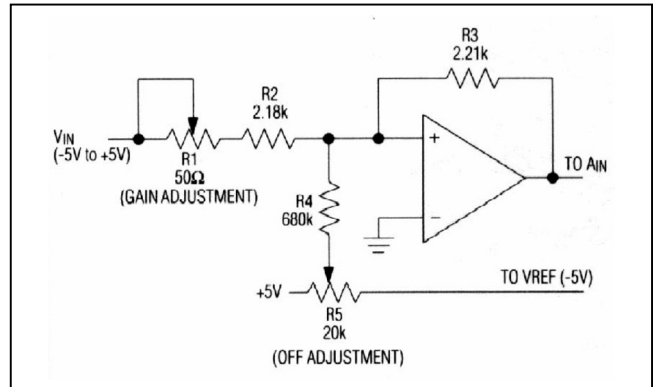 R3
2.21k
R2
2.18k
VIN
(-5V to +5V)
R1
50Ω
(GAIN ADJUSTMENT)
+
−
TO AIN
R4
680k
+5V
TO VREF (-5V)
R5
20k
(OFF ADJUSTMENT)